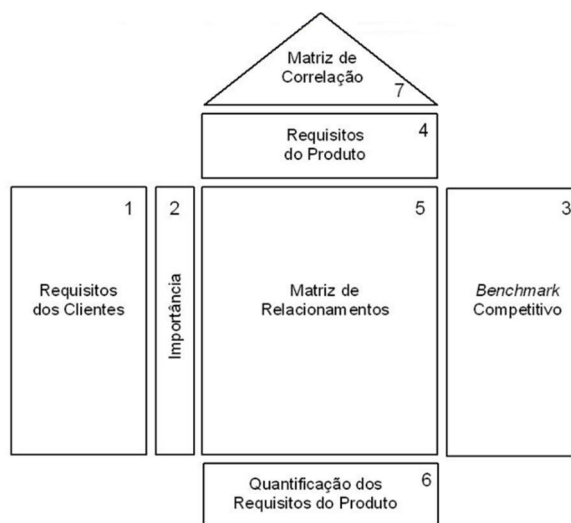 Matriz de
Correlação
7
Requisitos
do Produto
4
1
Requisitos
dos Clientes
2
Importância
5
Matriz de
Relacionamentos
3
Benchmark
Competitivo
Quantificação dos
Requisitos do Produto
6